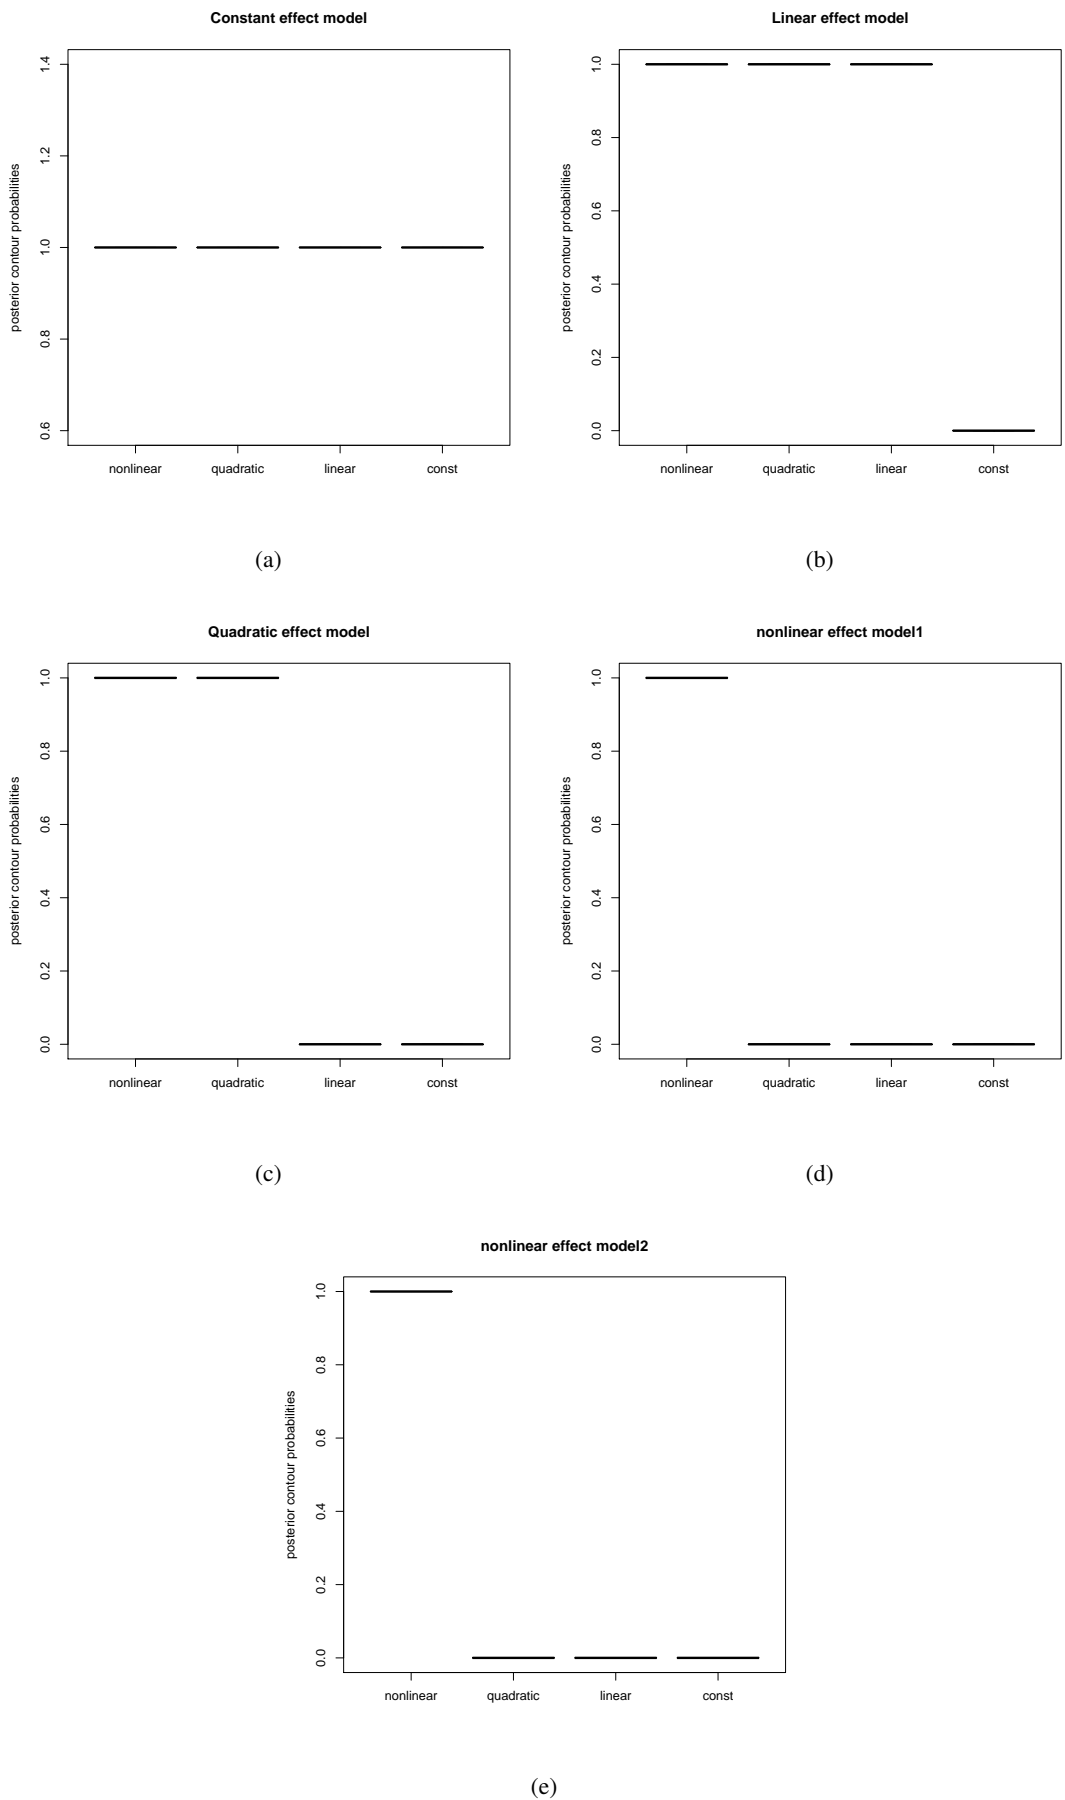 Constant effect model
posterior contour probabilities
1.4
1.2
1.0
0.8
0.6
nonlinear quadratic linear const
(a)
Linear effect model
posterior contour probabilities
1.0
0.8
0.6
0.4
0.2
0.0
nonlinear quadratic linear const
(b)
Quadratic effect model
posterior contour probabilities
1.0
0.8
0.6
0.4
0.2
0.0
nonlinear quadratic linear const
(c)
nonlinear effect model1
posterior contour probabilities
1.0
0.8
0.6
0.4
0.2
0.0
nonlinear quadratic linear const
(d)
nonlinear effect model2
posterior contour probabilities
1.0
0.8
0.6
0.4
0.2
0.0
nonlinear quadratic linear const
(e)